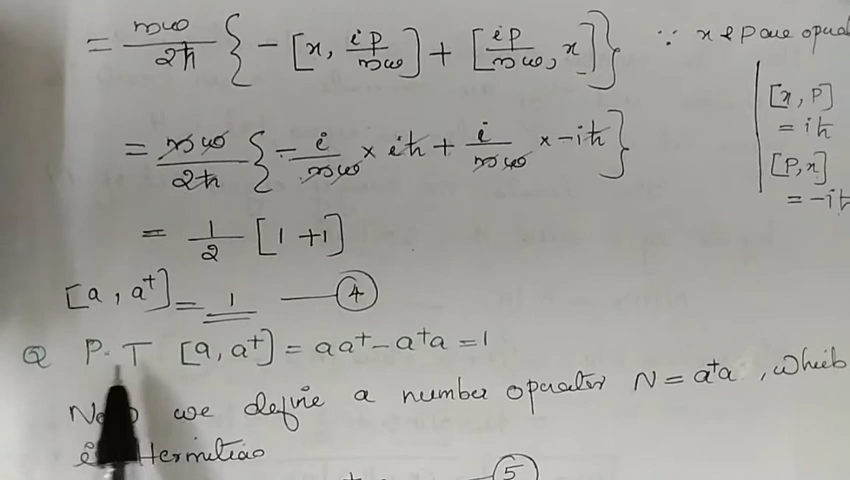 = mω/2ħ { - [x, ip/mω] + [ip/mω, x] } ∵ x & p are
[x, P]
= iħ
[P, x]
= -iħ
= mω/2ħ { - i/mω × iħ + i/mω × -iħ }
= 1/2 [1 + 1]
[a, a†] = 1 — ④
Q P.T [a, a†] = aa† - a†a = 1
we define a number operator N = a†a, which
Hermitian
⑤